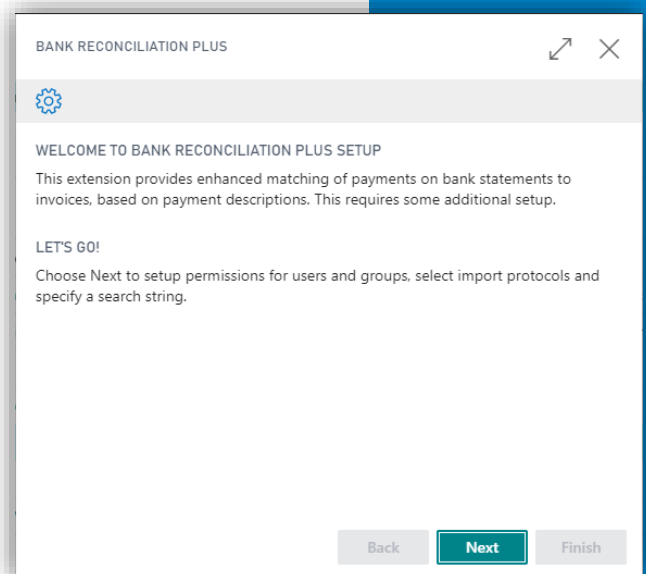 BANK RECONCILIATION PLUS
WELCOME TO BANK RECONCILIATION PLUS SETUP
This extension provides enhanced matching of payments on bank statements to
invoices, based on payment descriptions. This requires some additional setup.
LET'S GO!
Choose Next to setup permissions for users and groups, select import protocols and
specify a search string.
Back Next Finish